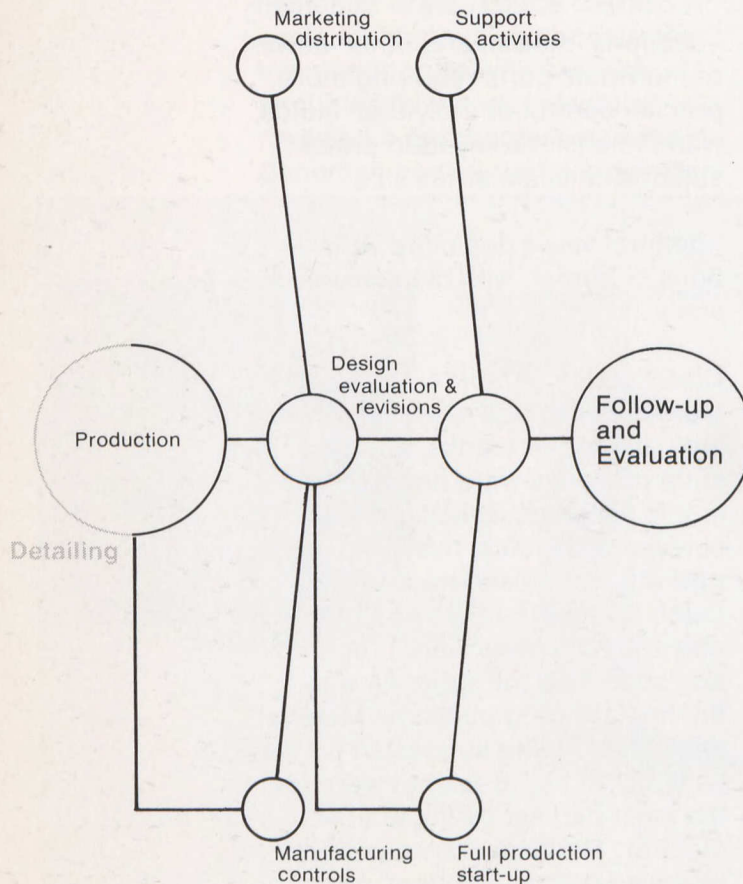 Marketing
distribution
Support
activities
Design
evaluation &
revisions
Production
Follow-up
and
Evaluation
Detailing
Manufacturing
controls
Full production
start-up